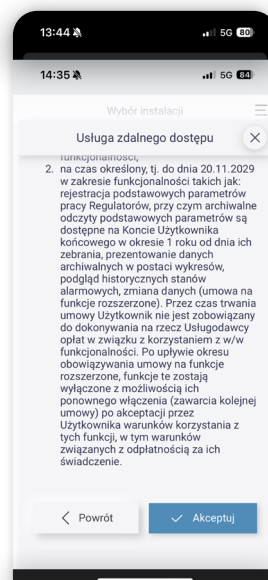 13:44
5G 80
14:35
5G 84
Wybór instalacji
Usługa zdalnego dostępu
funkcjonalności,
2. na czas określony, tj. do dnia 20.11.2029
w zakresie funkcjonalności takich jak:
rejestracja podstawowych parametrów
pracy Regulatorów, przy czym archiwalne
odczyty podstawowych parametrów są
dostępne na Koncie Użytkownika
końcowego w okresie 1 roku od dnia ich
zebrania, prezentowanie danych
archiwalnych w postaci wykresów,
podgląd historycznych stanów
alarmowych, zmiana danych (umowa na
funkcje rozszerzone). Przez czas trwania
umowy Użytkownik nie jest zobowiązany
do dokonywania na rzecz Usługodawcy
opłat w związku z korzystaniem z w/w
funkcjonalności. Po upływie okresu
obowiązywania umowy na funkcje
rozszerzone, funkcje te zostają
wyłączone z możliwością ich
ponownego włączenia (zawarcia kolejnej
umowy) po akceptacji przez
Użytkownika warunków korzystania z
tych funkcji, w tym warunków
związanych z odpłatnością za ich
świadczenie.
Powrót
Akceptuj